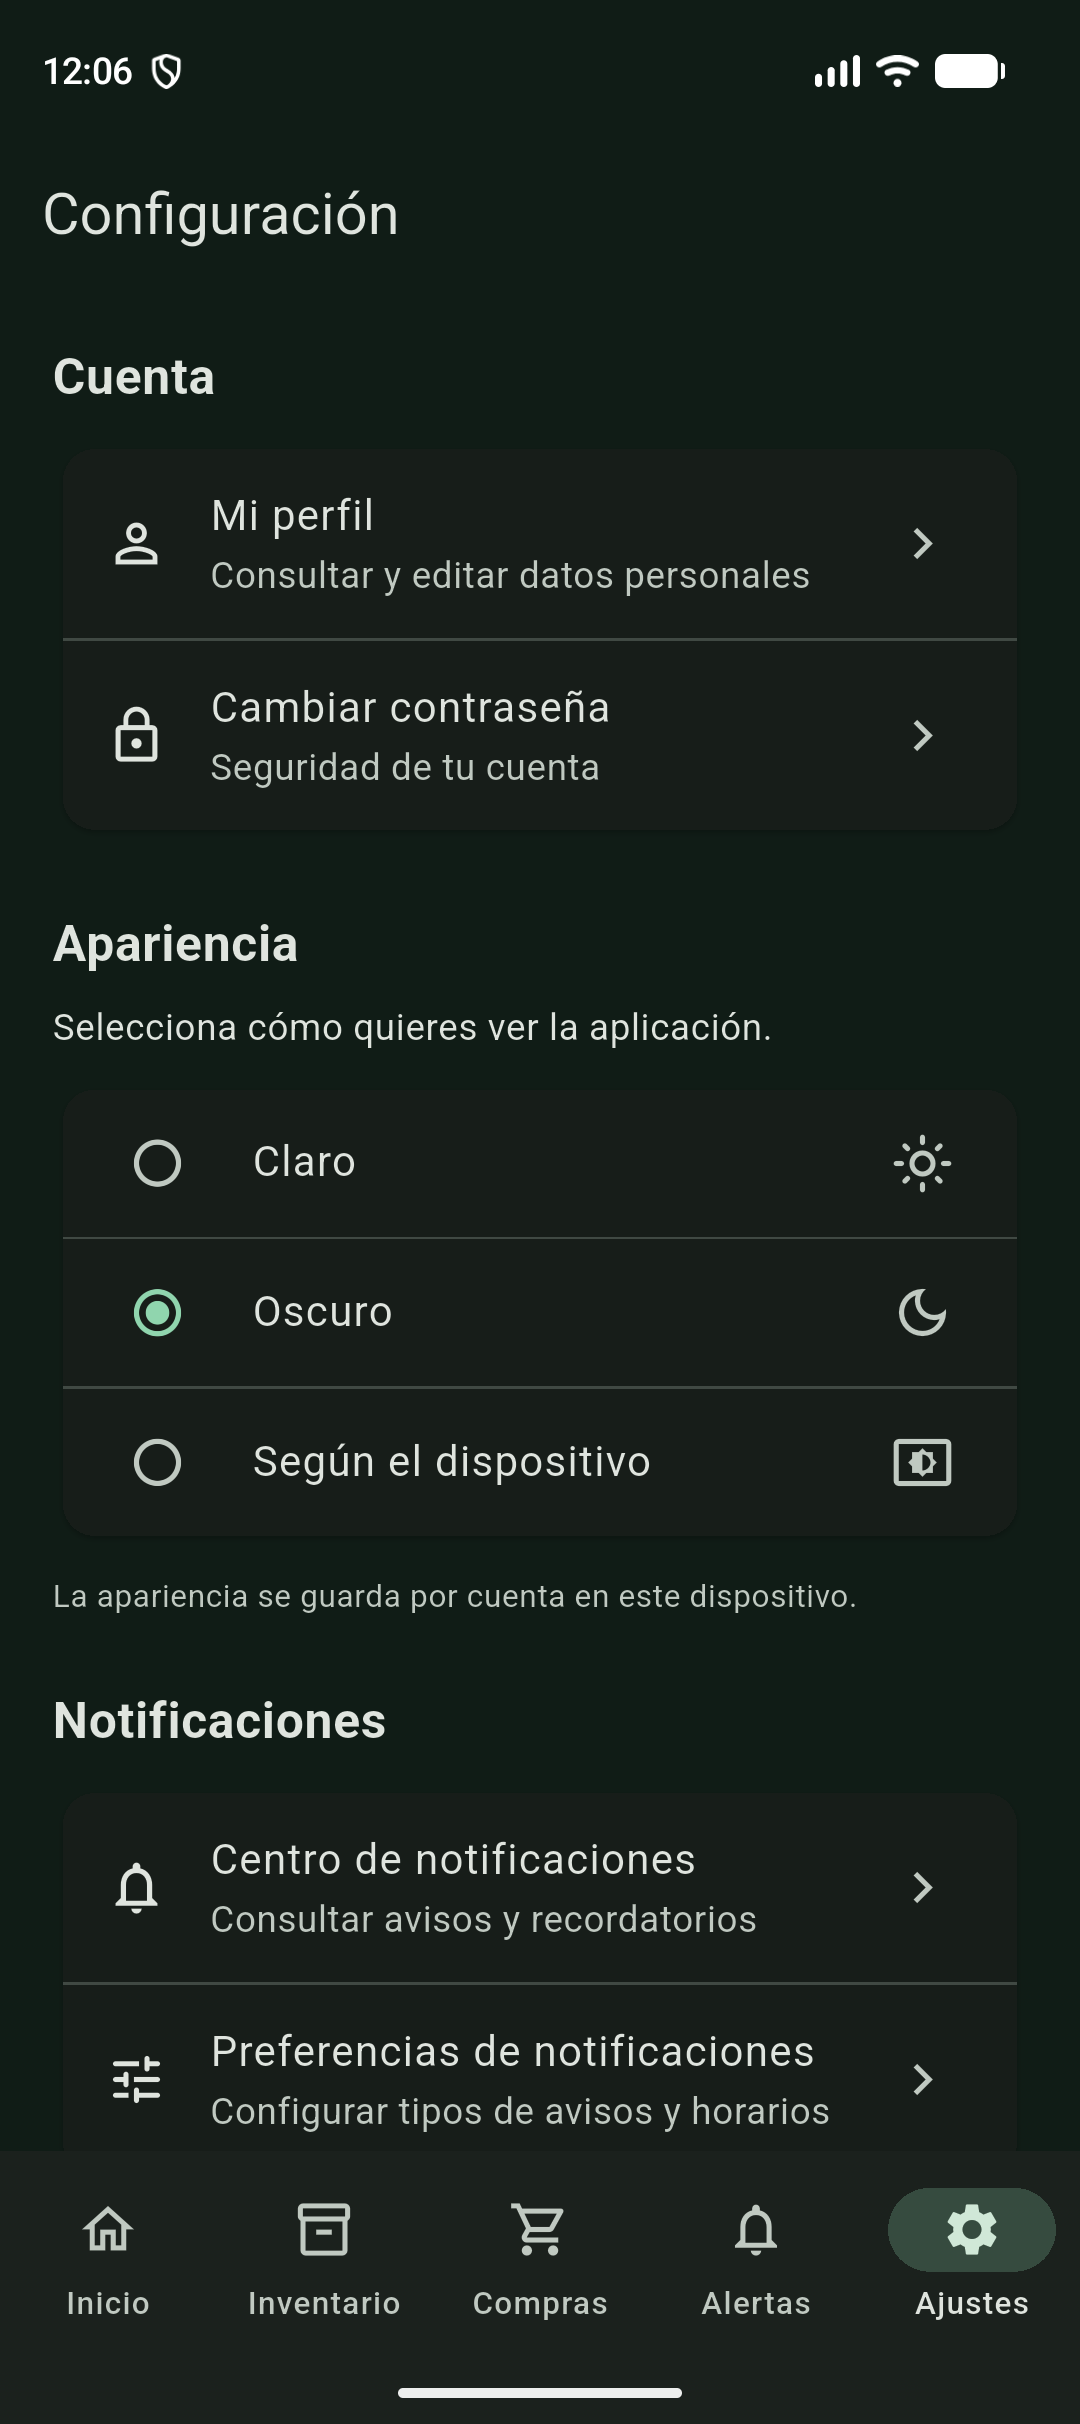 12:06
Configuración
Cuenta
Mi perfil
Consultar y editar datos personales
Cambiar contraseña
Seguridad de tu cuenta
Apariencia
Selecciona cómo quieres ver la aplicación.
Claro
Oscuro
Según el dispositivo
La apariencia se guarda por cuenta en este dispositivo.
Notificaciones
Centro de notificaciones
Consultar avisos y recordatorios
Preferencias de notificaciones
Configurar tipos de avisos y horarios
Inicio
Inventario
Compras
Alertas
Ajustes